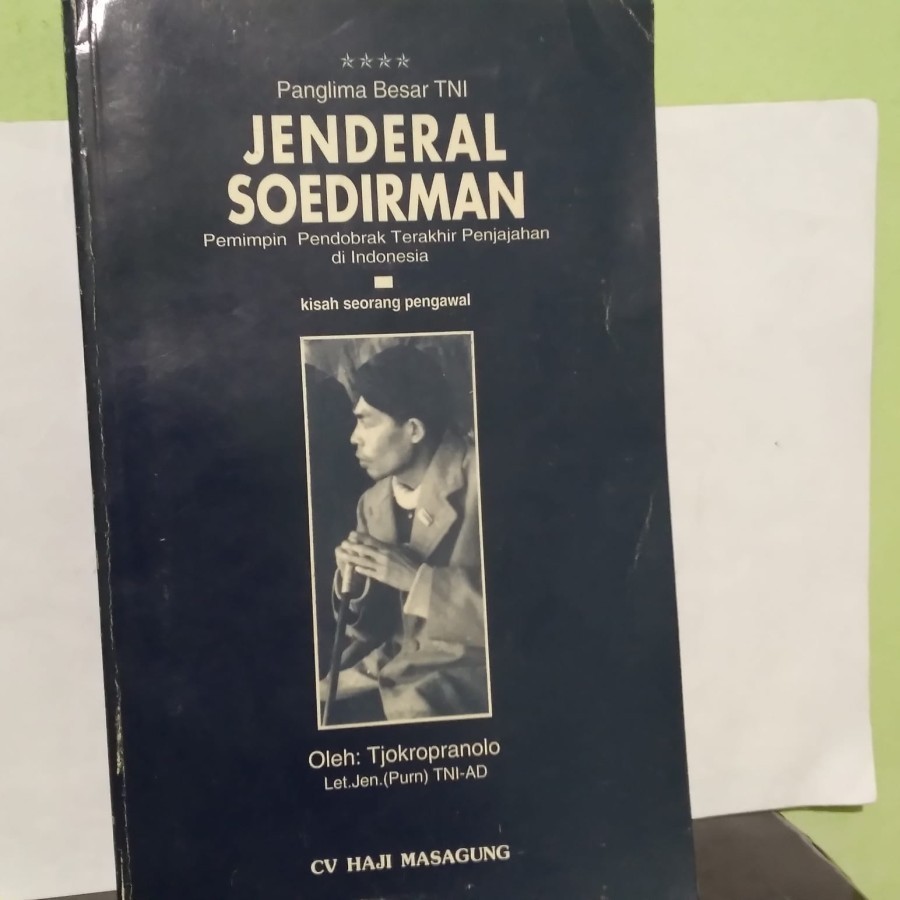 Panglima Besar TNI
JENDERAL
SOEDIRMAN
Pemimpin Pendobrak Terakhir Penjajahan
di Indonesia
kisah seorang pengawal
Oleh: Tjokropranolo
Let.Jen.(Purn) TNI-AD
CV HAJI MASAGUNG